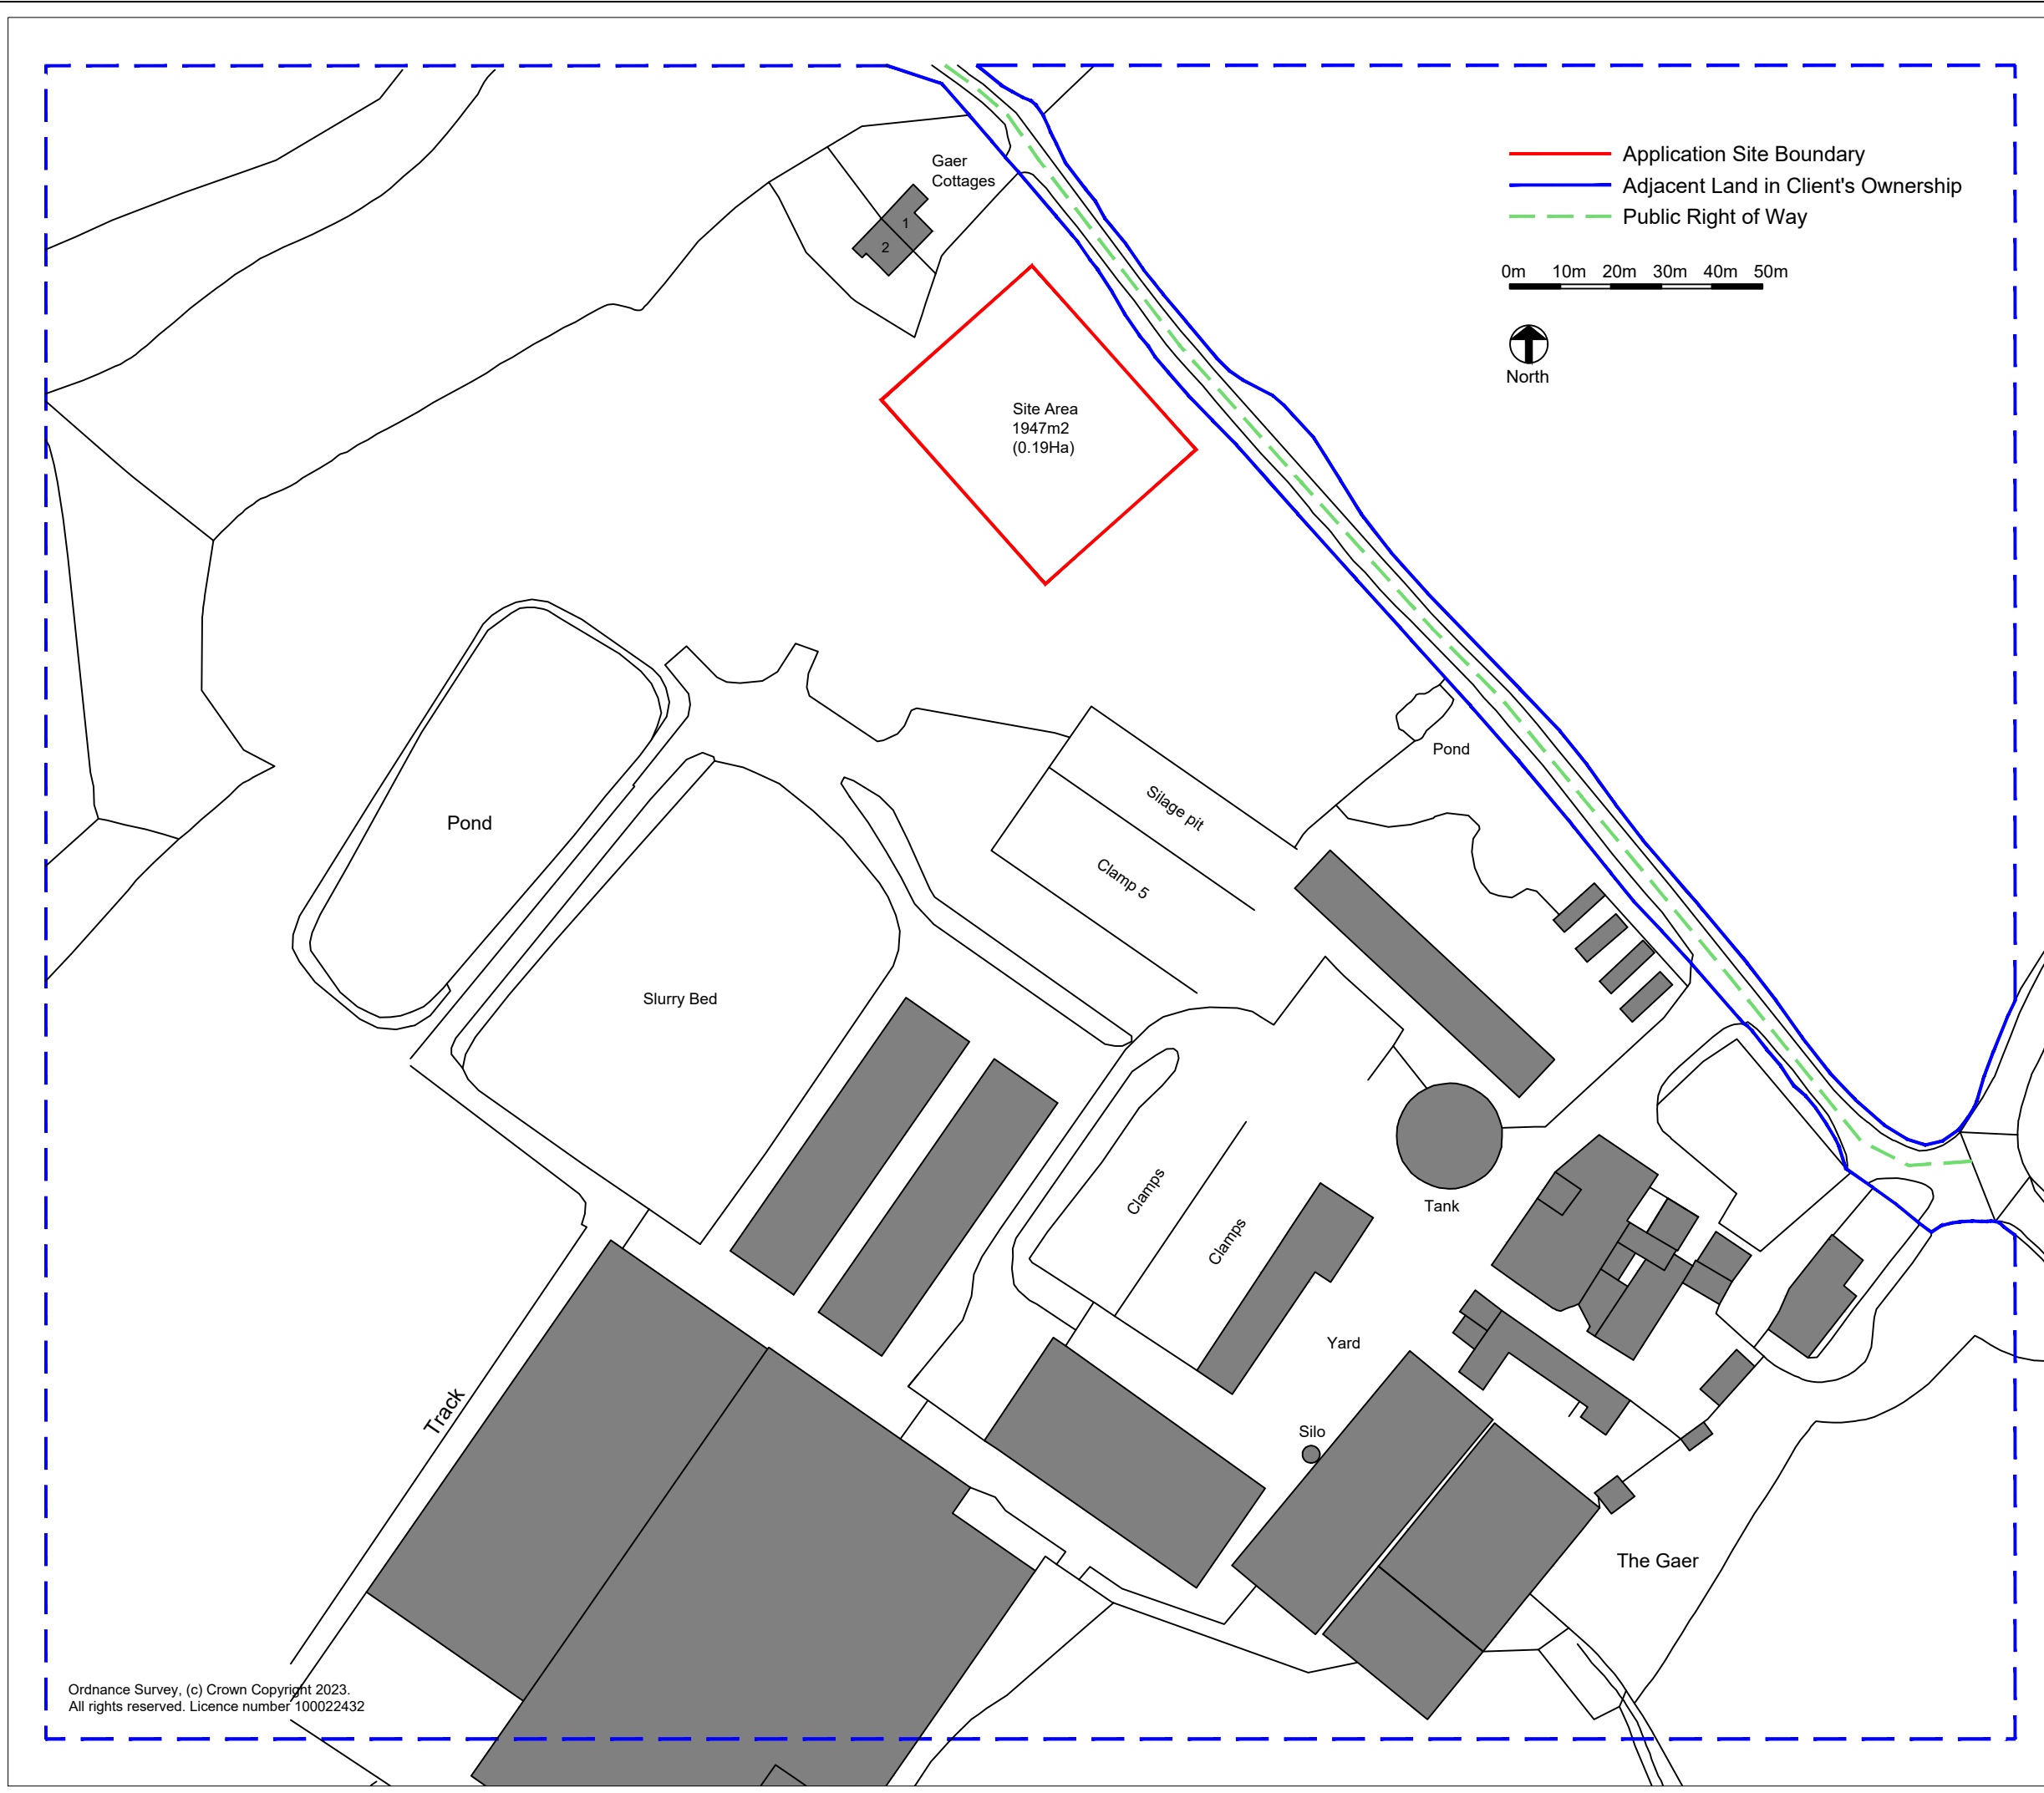 Gaer
Cottages
1
2
Application Site Boundary
Adjacent Land in Client's Ownership
Public Right of Way
0m 10m 20m 30m 40m 50m
North
Site Area
1947m2
(0.19Ha)
Pond
Silage pit
Clamp 5
Pond
Slurry Bed
Clamps
Clamps
Tank
Yard
Track
Silo
The Gaer
Ordnance Survey, (c) Crown Copyright 2023.
All rights reserved. Licence number 100022432